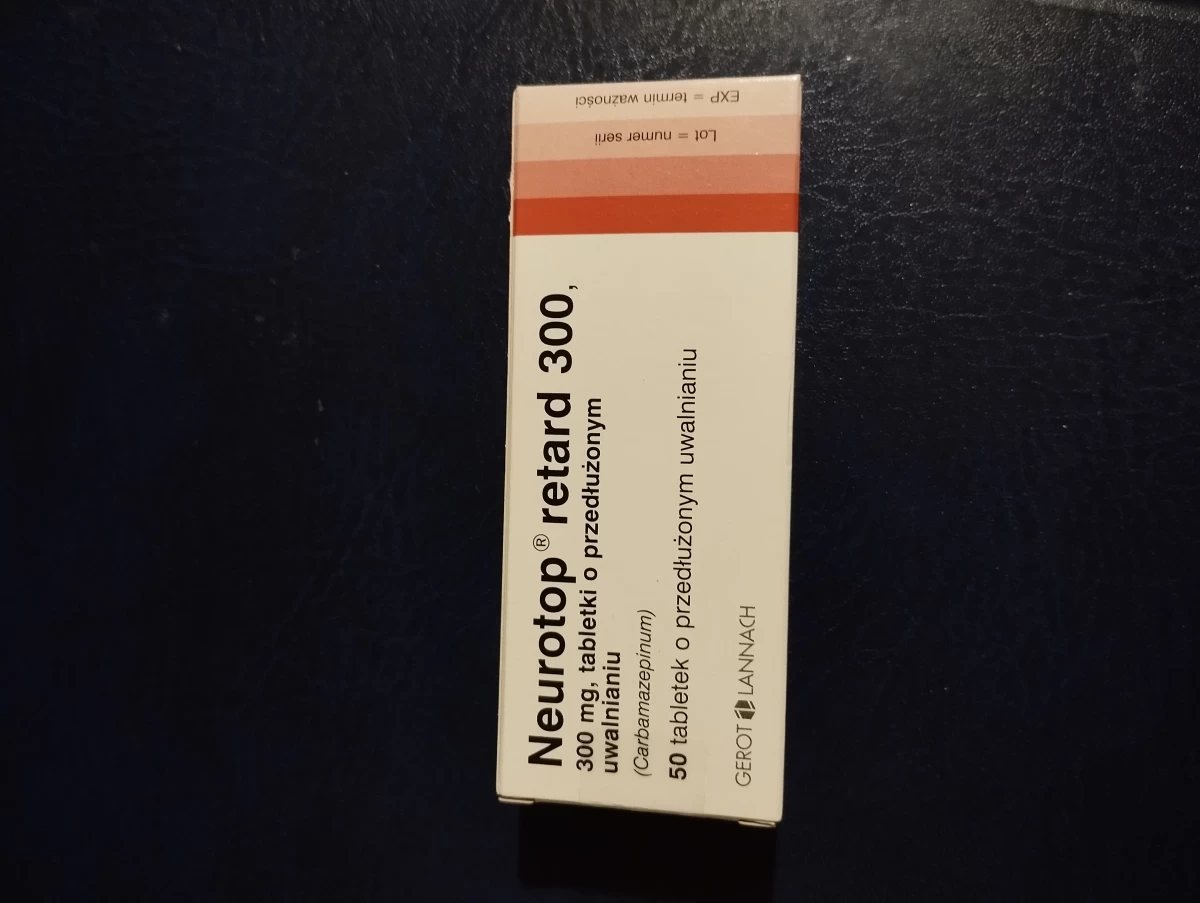 Neurotop® retard 300,
300 mg, tabletki o przedłużonym
uwalnianiu
(Carbamazepinum)
50 tabletek o przedłużonym uwalnianiu
GEROT LANNACH
Lot = numer serii
EXP = termin ważności